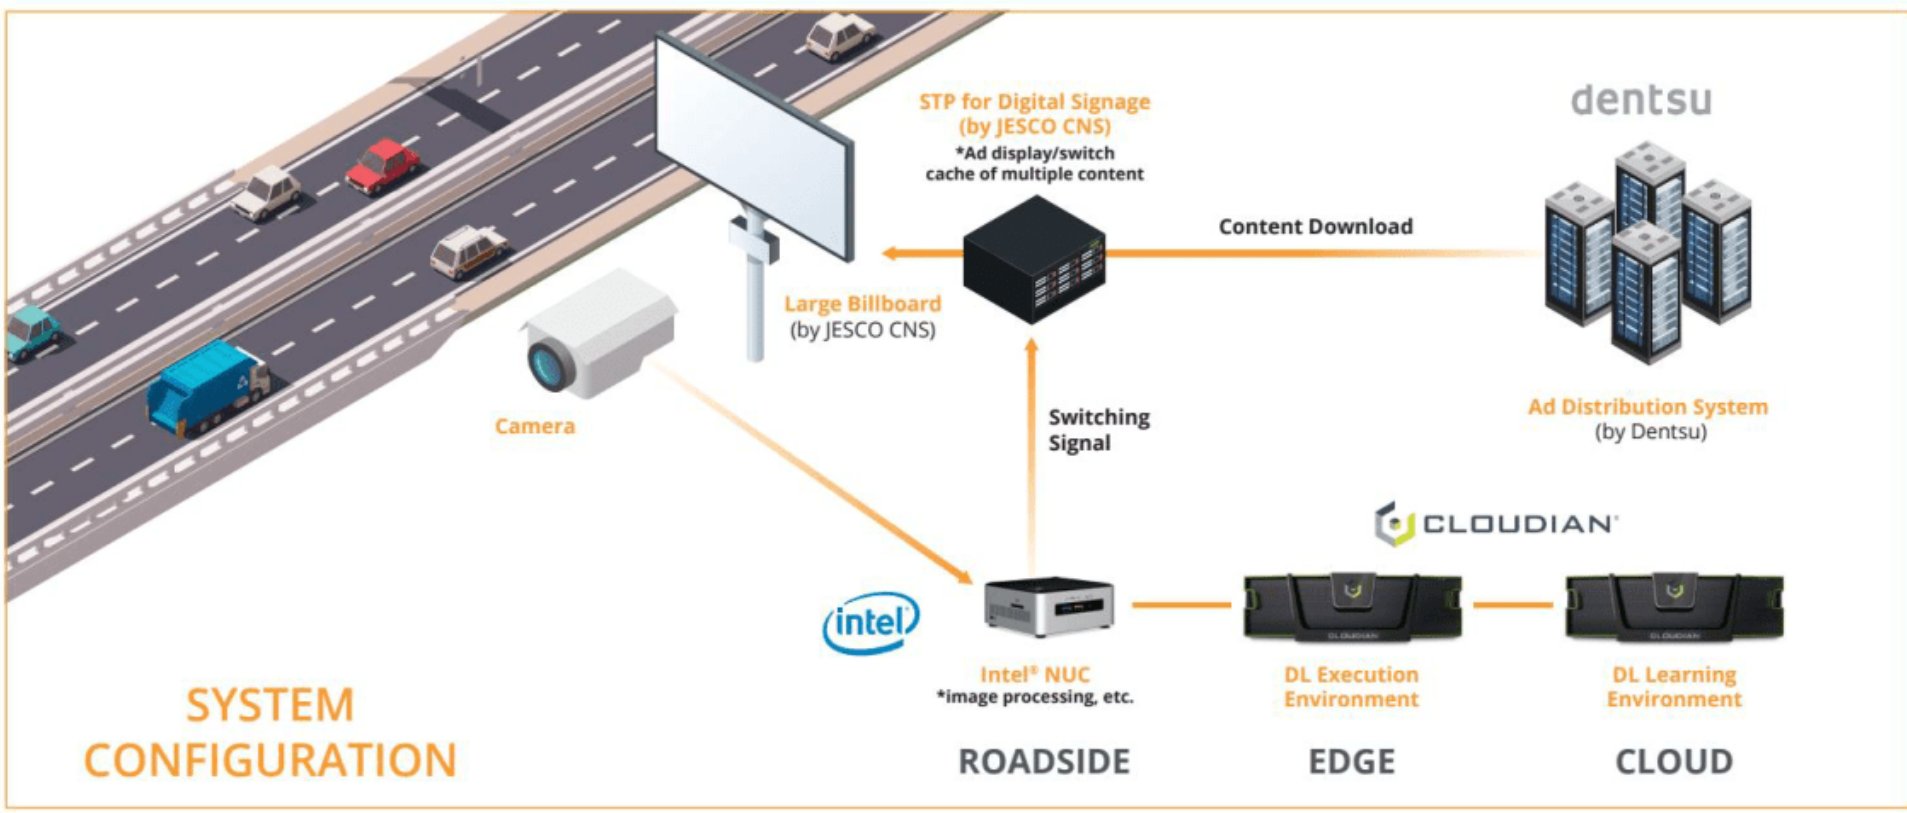 dentsu
STP for Digital Signage
(by JESCO CNS)
*Ad display/switch
cache of multiple content
Content Download
Large Billboard
(by JESCO CNS)
Camera
Switching
Signal
Ad Distribution System
(by Dentsu)
CLOUDIAN®
intel®
CLOUDIAN
CLOUDIAN
Intel® NUC
*image processing, etc.
DL Execution
Environment
DL Learning
Environment
SYSTEM
CONFIGURATION
ROADSIDE
EDGE
CLOUD